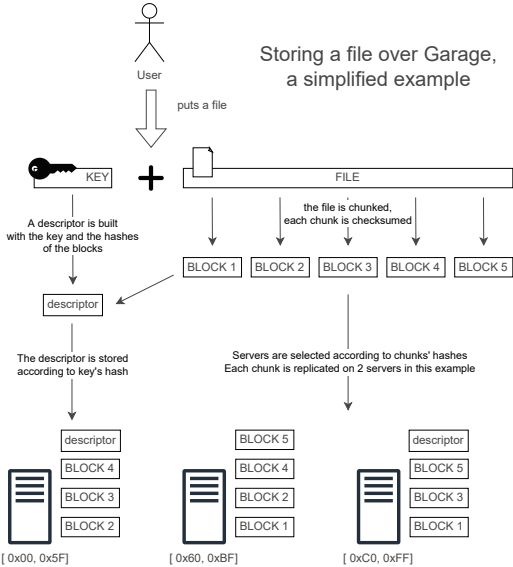 Storing a file over Garage,
a simplified example
User
puts a file
KEY
FILE
the file is chunked,
each chunk is checksumed
A descriptor is built
with the key and the hashes
of the blocks
BLOCK 1
BLOCK 2
BLOCK 3
BLOCK 4
BLOCK 5
descriptor
The descriptor is stored
according to key's hash
Servers are selected according to chunks' hashes
Each chunk is replicated on 2 servers in this example
descriptor
BLOCK 4
BLOCK 3
BLOCK 2
[ 0x00, 0x5F]
BLOCK 5
BLOCK 4
BLOCK 2
BLOCK 1
[ 0x60, 0xBF]
descriptor
BLOCK 5
BLOCK 3
BLOCK 1
[ 0xC0, 0xFF]